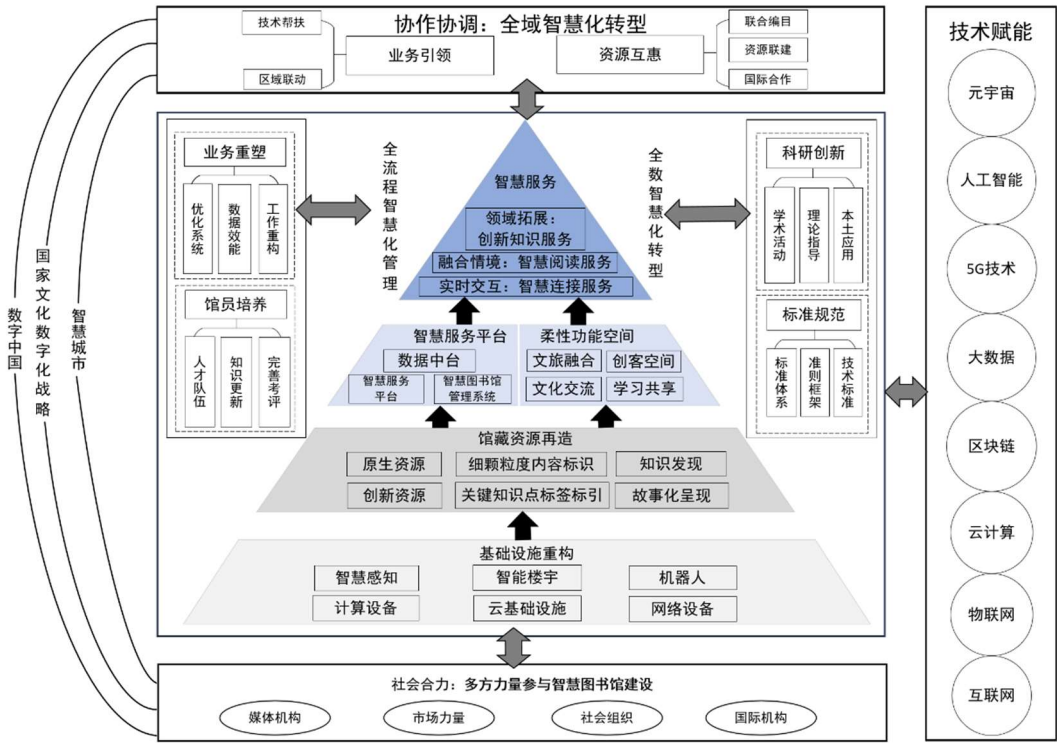 协作协调：全域智慧化转型
技术帮扶
区域联动
业务引领
资源互惠
联合编目
资源联建
国际合作
数字中国
国家文化数字化战略
智慧城市
业务重塑
优化系统
数据效能
工作重构
馆员培养
人才队伍
知识更新
完善考评
全流程智慧化管理
智慧服务
领域拓展：
创新知识服务
融合情境：智慧阅读服务
实时交互：智慧连接服务
全数智慧化转型
科研创新
学术活动
理论指导
本土应用
标准规范
标准体系
准则框架
技术标准
智慧服务平台
数据中台
智慧服务
平台
智慧图书馆
管理系统
柔性功能空间
文旅融合
创客空间
文化交流
学习共享
馆藏资源再造
原生资源
细颗粒度内容标识
知识发现
创新资源
关键知识点标签标引
故事化呈现
基础设施重构
智慧感知
智能楼宇
机器人
计算设备
云基础设施
网络设备
社会合力：多方力量参与智慧图书馆建设
媒体机构
市场力量
社会组织
国际机构
技术赋能
元宇宙
人工智能
5G技术
大数据
区块链
云计算
物联网
互联网